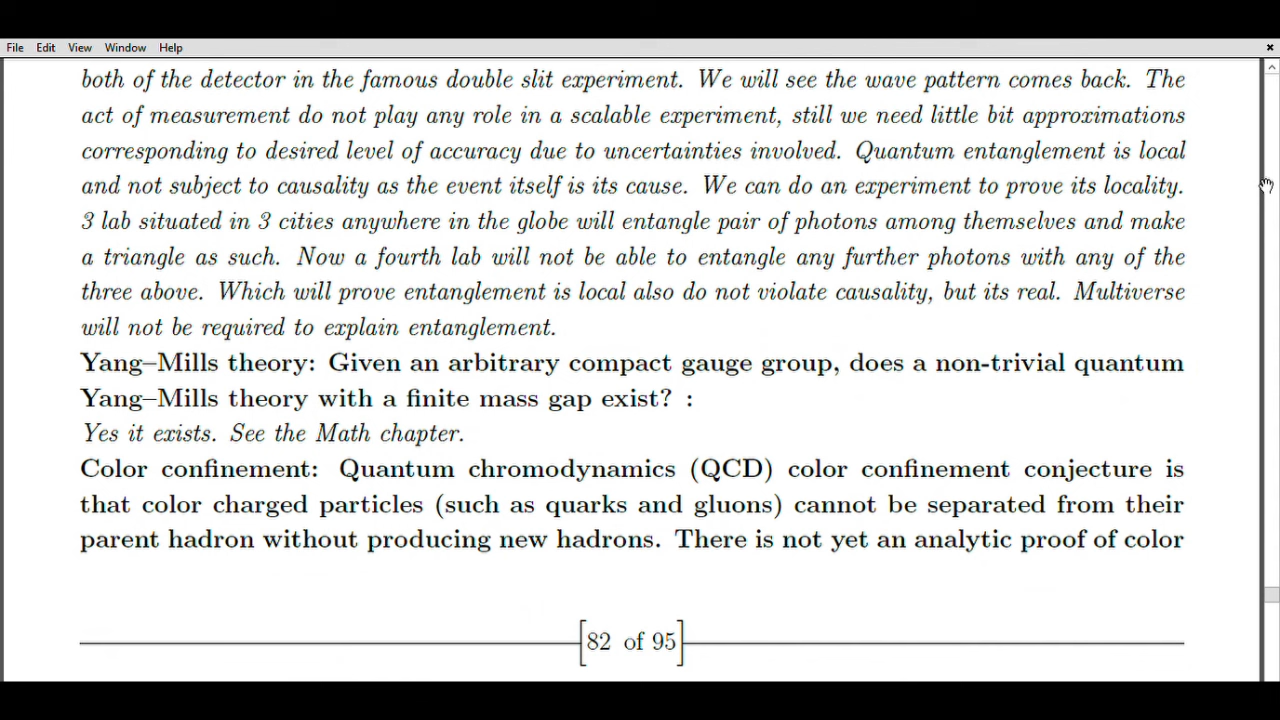 File Edit View Window Help
both of the detector in the famous double slit experiment. We will see the wave pattern comes back. The
act of measurement do not play any role in a scalable experiment, still we need little bit approximations
corresponding to desired level of accuracy due to uncertainties involved. Quantum entanglement is local
and not subject to causality as the event itself is its cause. We can do an experiment to prove its locality.
3 lab situated in 3 cities anywhere in the globe will entangle pair of photons among themselves and make
a triangle as such. Now a fourth lab will not be able to entangle any further photons with any of the
three above. Which will prove entanglement is local also do not violate causality, but its real. Multiverse
will not be required to explain entanglement.
Yang–Mills theory: Given an arbitrary compact gauge group, does a non-trivial quantum
Yang–Mills theory with a finite mass gap exist? :
Yes it exists. See the Math chapter.
Color confinement: Quantum chromodynamics (QCD) color confinement conjecture is
that color charged particles (such as quarks and gluons) cannot be separated from their
parent hadron without producing new hadrons. There is not yet an analytic proof of color
82 of 95